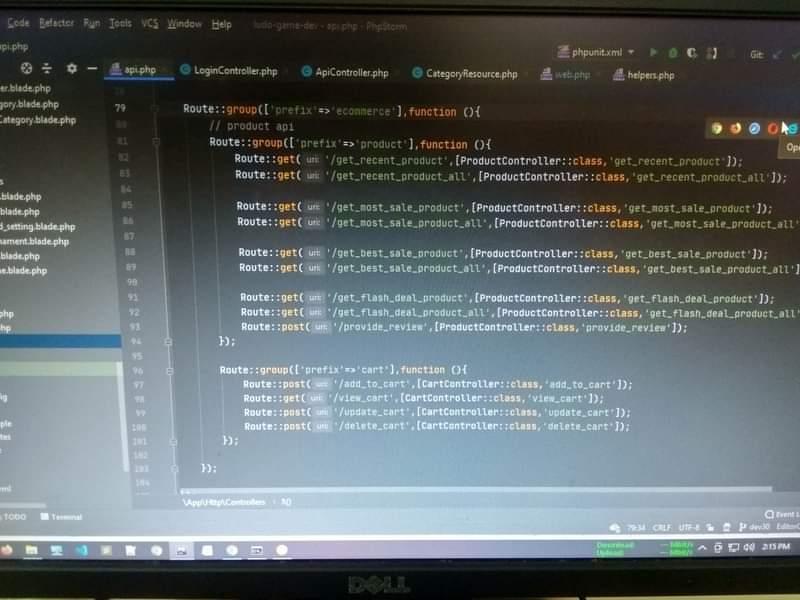 Code Refactor Run Tools VCS Window Help ludo-game-dev - api.php - PhpStorm
api.php
phpunit.xml
Git:
api.php LoginController.php ApiController.php CategoryResource.php web.php helpers.php
er.blade.php
gory.blade.php
Category.blade.php
s
.blade.php
.blade.php
d_setting.blade.php
nament.blade.php
.blade.php
ne.blade.php
.php
hp
79 Route::group(['prefix'=>'ecommerce'],function (){
80 // product api
81 Route::group(['prefix'=>'product'],function (){
82 Route::get( uri: '/get_recent_product',[ProductController::class,'get_recent_product']);
83 Route::get( uri: '/get_recent_product_all',[ProductController::class,'get_recent_product_all']);
84
85 Route::get( uri: '/get_most_sale_product',[ProductController::class,'get_most_sale_product']);
86 Route::get( uri: '/get_most_sale_product_all',[ProductController::class,'get_most_sale_product_all'
87
88 Route::get( uri: '/get_best_sale_product',[ProductController::class,'get_best_sale_product']);
89 Route::get( uri: '/get_best_sale_product_all',[ProductController::class,'get_best_sale_product_all']
90
91 Route::get( uri: '/get_flash_deal_product',[ProductController::class,'get_flash_deal_product']);
92 Route::get( uri: '/get_flash_deal_product_all',[ProductController::class,'get_flash_deal_product_all'
93 Route::post( uri: '/provide_review',[ProductController::class,'provide_review']);
94 });
95
96 Route::group(['prefix'=>'cart'],function (){
97 Route::post( uri: '/add_to_cart',[CartController::class,'add_to_cart']);
98 Route::get( uri: '/view_cart',[CartController::class,'view_cart']);
99 Route::post( uri: '/update_cart',[CartController::class,'update_cart']);
100 Route::post( uri: '/delete_cart',[CartController::class,'delete_cart']);
101 });
102
103 });
104
\App\Http\Controllers
TODO Terminal Event L
79:34 CRLF UTF-8 dev30 EditorC
Download:
Upload:
2:15 PM
DELL